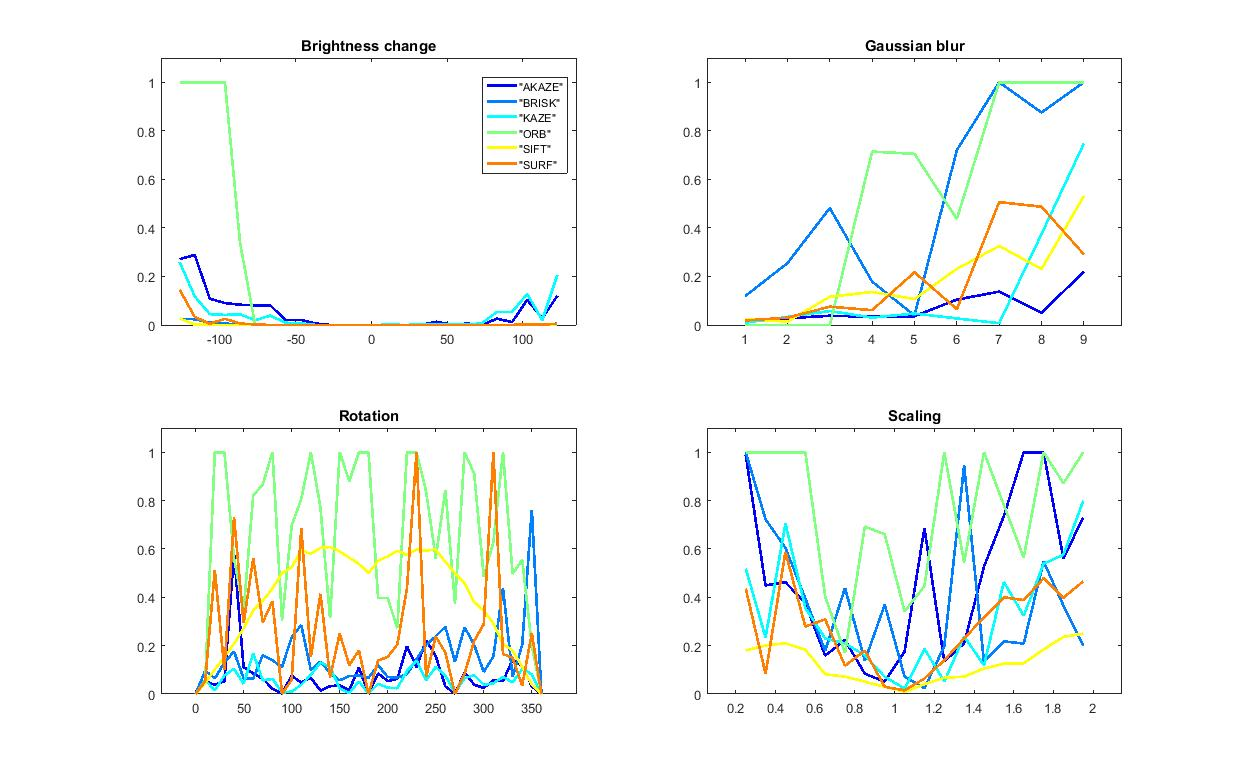 Brightness change
1
0.8
0.6
0.4
0.2
0
-100 -50 0 50 100
"AKAZE"
"BRISK"
"KAZE"
"ORB"
"SIFT"
"SURF"
Gaussian blur
1
0.8
0.6
0.4
0.2
0
1 2 3 4 5 6 7 8 9
Rotation
1
0.8
0.6
0.4
0.2
0
0 50 100 150 200 250 300 350
Scaling
1
0.8
0.6
0.4
0.2
0
0.2 0.4 0.6 0.8 1 1.2 1.4 1.6 1.8 2